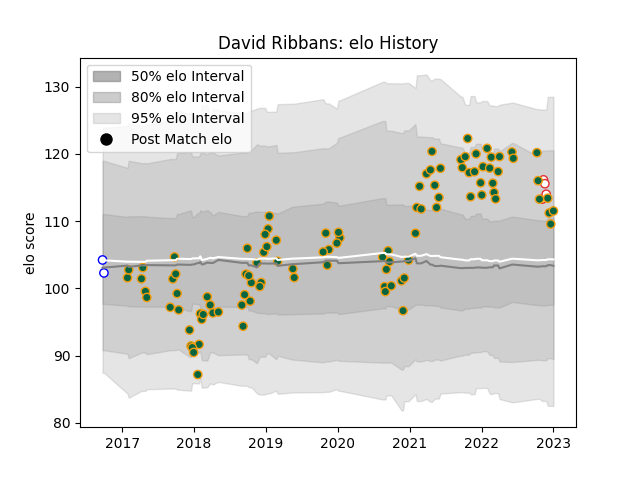 David Ribbans: elo History
50% elo Interval
80% elo Interval
95% elo Interval
Post Match elo
elo score
130
120
110
100
90
80
2017 2018 2019 2020 2021 2022 2023